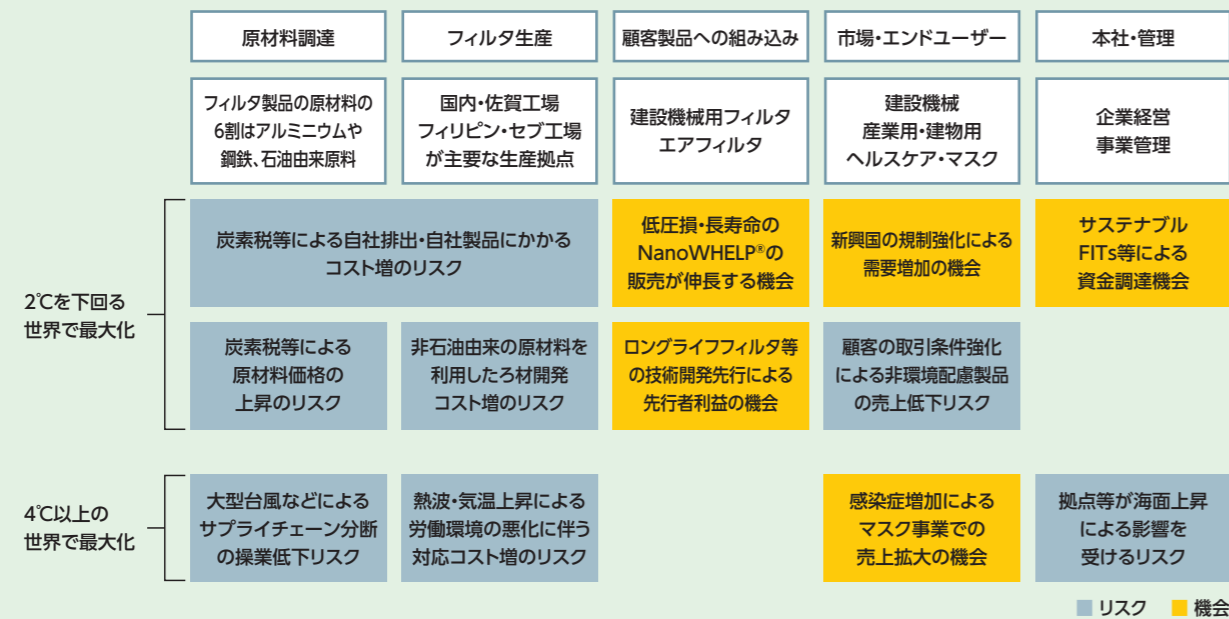 原材料調達
フィルタ生産
顧客製品への組み込み
市場・エンドユーザー
本社・管理
フィルタ製品の原材料の
6割はアルミニウムや
鋼鉄、石油由来原料
国内・佐賀工場
フィリピン・セブ工場
が主要な生産拠点
建設機械用フィルタ
エアフィルタ
建設機械
産業用・建物用
ヘルスケア・マスク
企業経営
事業管理
2℃を下回る
世界で最大化
炭素税等による自社排出・自社製品にかかる
コスト増のリスク
低圧損・長寿命の
NanoWHELP®の
販売が伸長する機会
新興国の規制強化による
需要増加の機会
サステナブル
FITs等による
資金調達機会
炭素税等による
原材料価格の
上昇のリスク
非石油由来の原材料を
利用したろ材開発
コスト増のリスク
ロングライフフィルタ等
の技術開発先行による
先行者利益の機会
顧客の取引条件強化
による非環境配慮製品
の売上低下リスク
4℃以上の
世界で最大化
大型台風などによる
サプライチェーン分断
の操業低下リスク
熱波・気温上昇による
労働環境の悪化に伴う
対応コスト増のリスク
感染症増加による
マスク事業での
売上拡大の機会
拠点等が海面上昇
による影響を
受けるリスク
リスク
機会